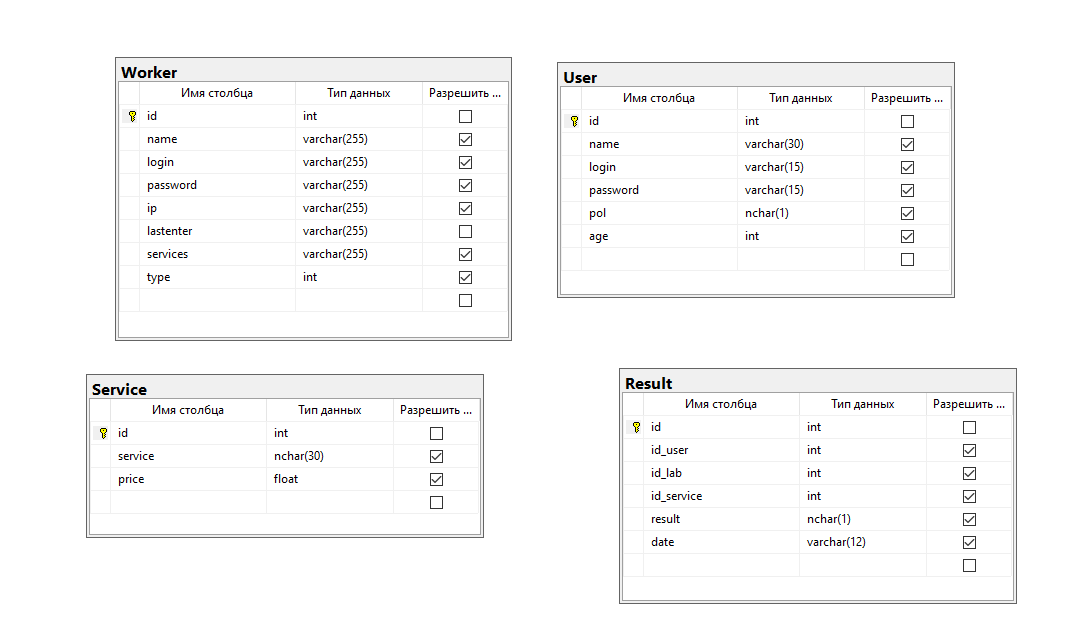 Worker
Имя столбца Тип данных Разрешить ...
id int
name varchar(255)
login varchar(255)
password varchar(255)
ip varchar(255)
lastenter varchar(255)
services varchar(255)
type int
User
Имя столбца Тип данных Разрешить ...
id int
name varchar(30)
login varchar(15)
password varchar(15)
pol nchar(1)
age int
Service
Имя столбца Тип данных Разрешить ...
id int
service nchar(30)
price float
Result
Имя столбца Тип данных Разрешить ...
id int
id_user int
id_lab int
id_service int
result nchar(1)
date varchar(12)